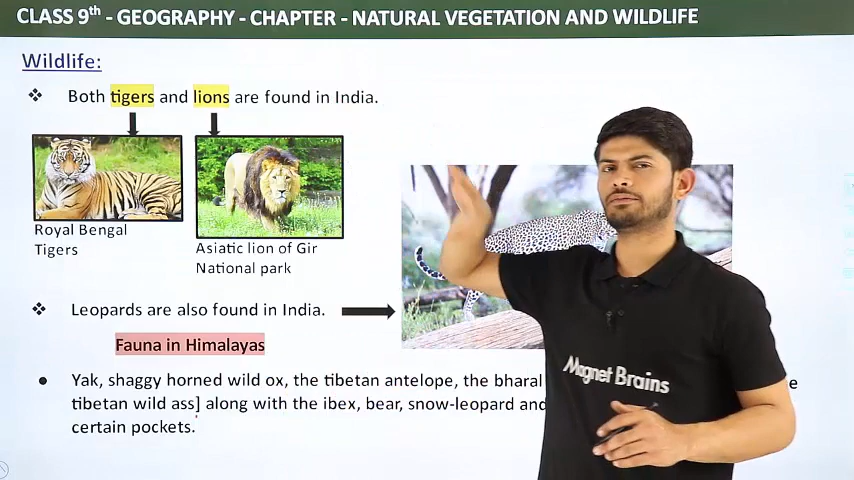 CLASS 9th - GEOGRAPHY - CHAPTER - NATURAL VEGETATION AND WILDLIFE
Wildlife:
❖ Both tigers and lions are found in India.
Royal Bengal
Tigers
Asiatic lion of Gir
National park
❖ Leopards are also found in India.
Fauna in Himalayas
● Yak, shaggy horned wild ox, the tibetan antelope, the bharal
tibetan wild ass] along with the ibex, bear, snow-leopard and
certain pockets.
Magnet Brains